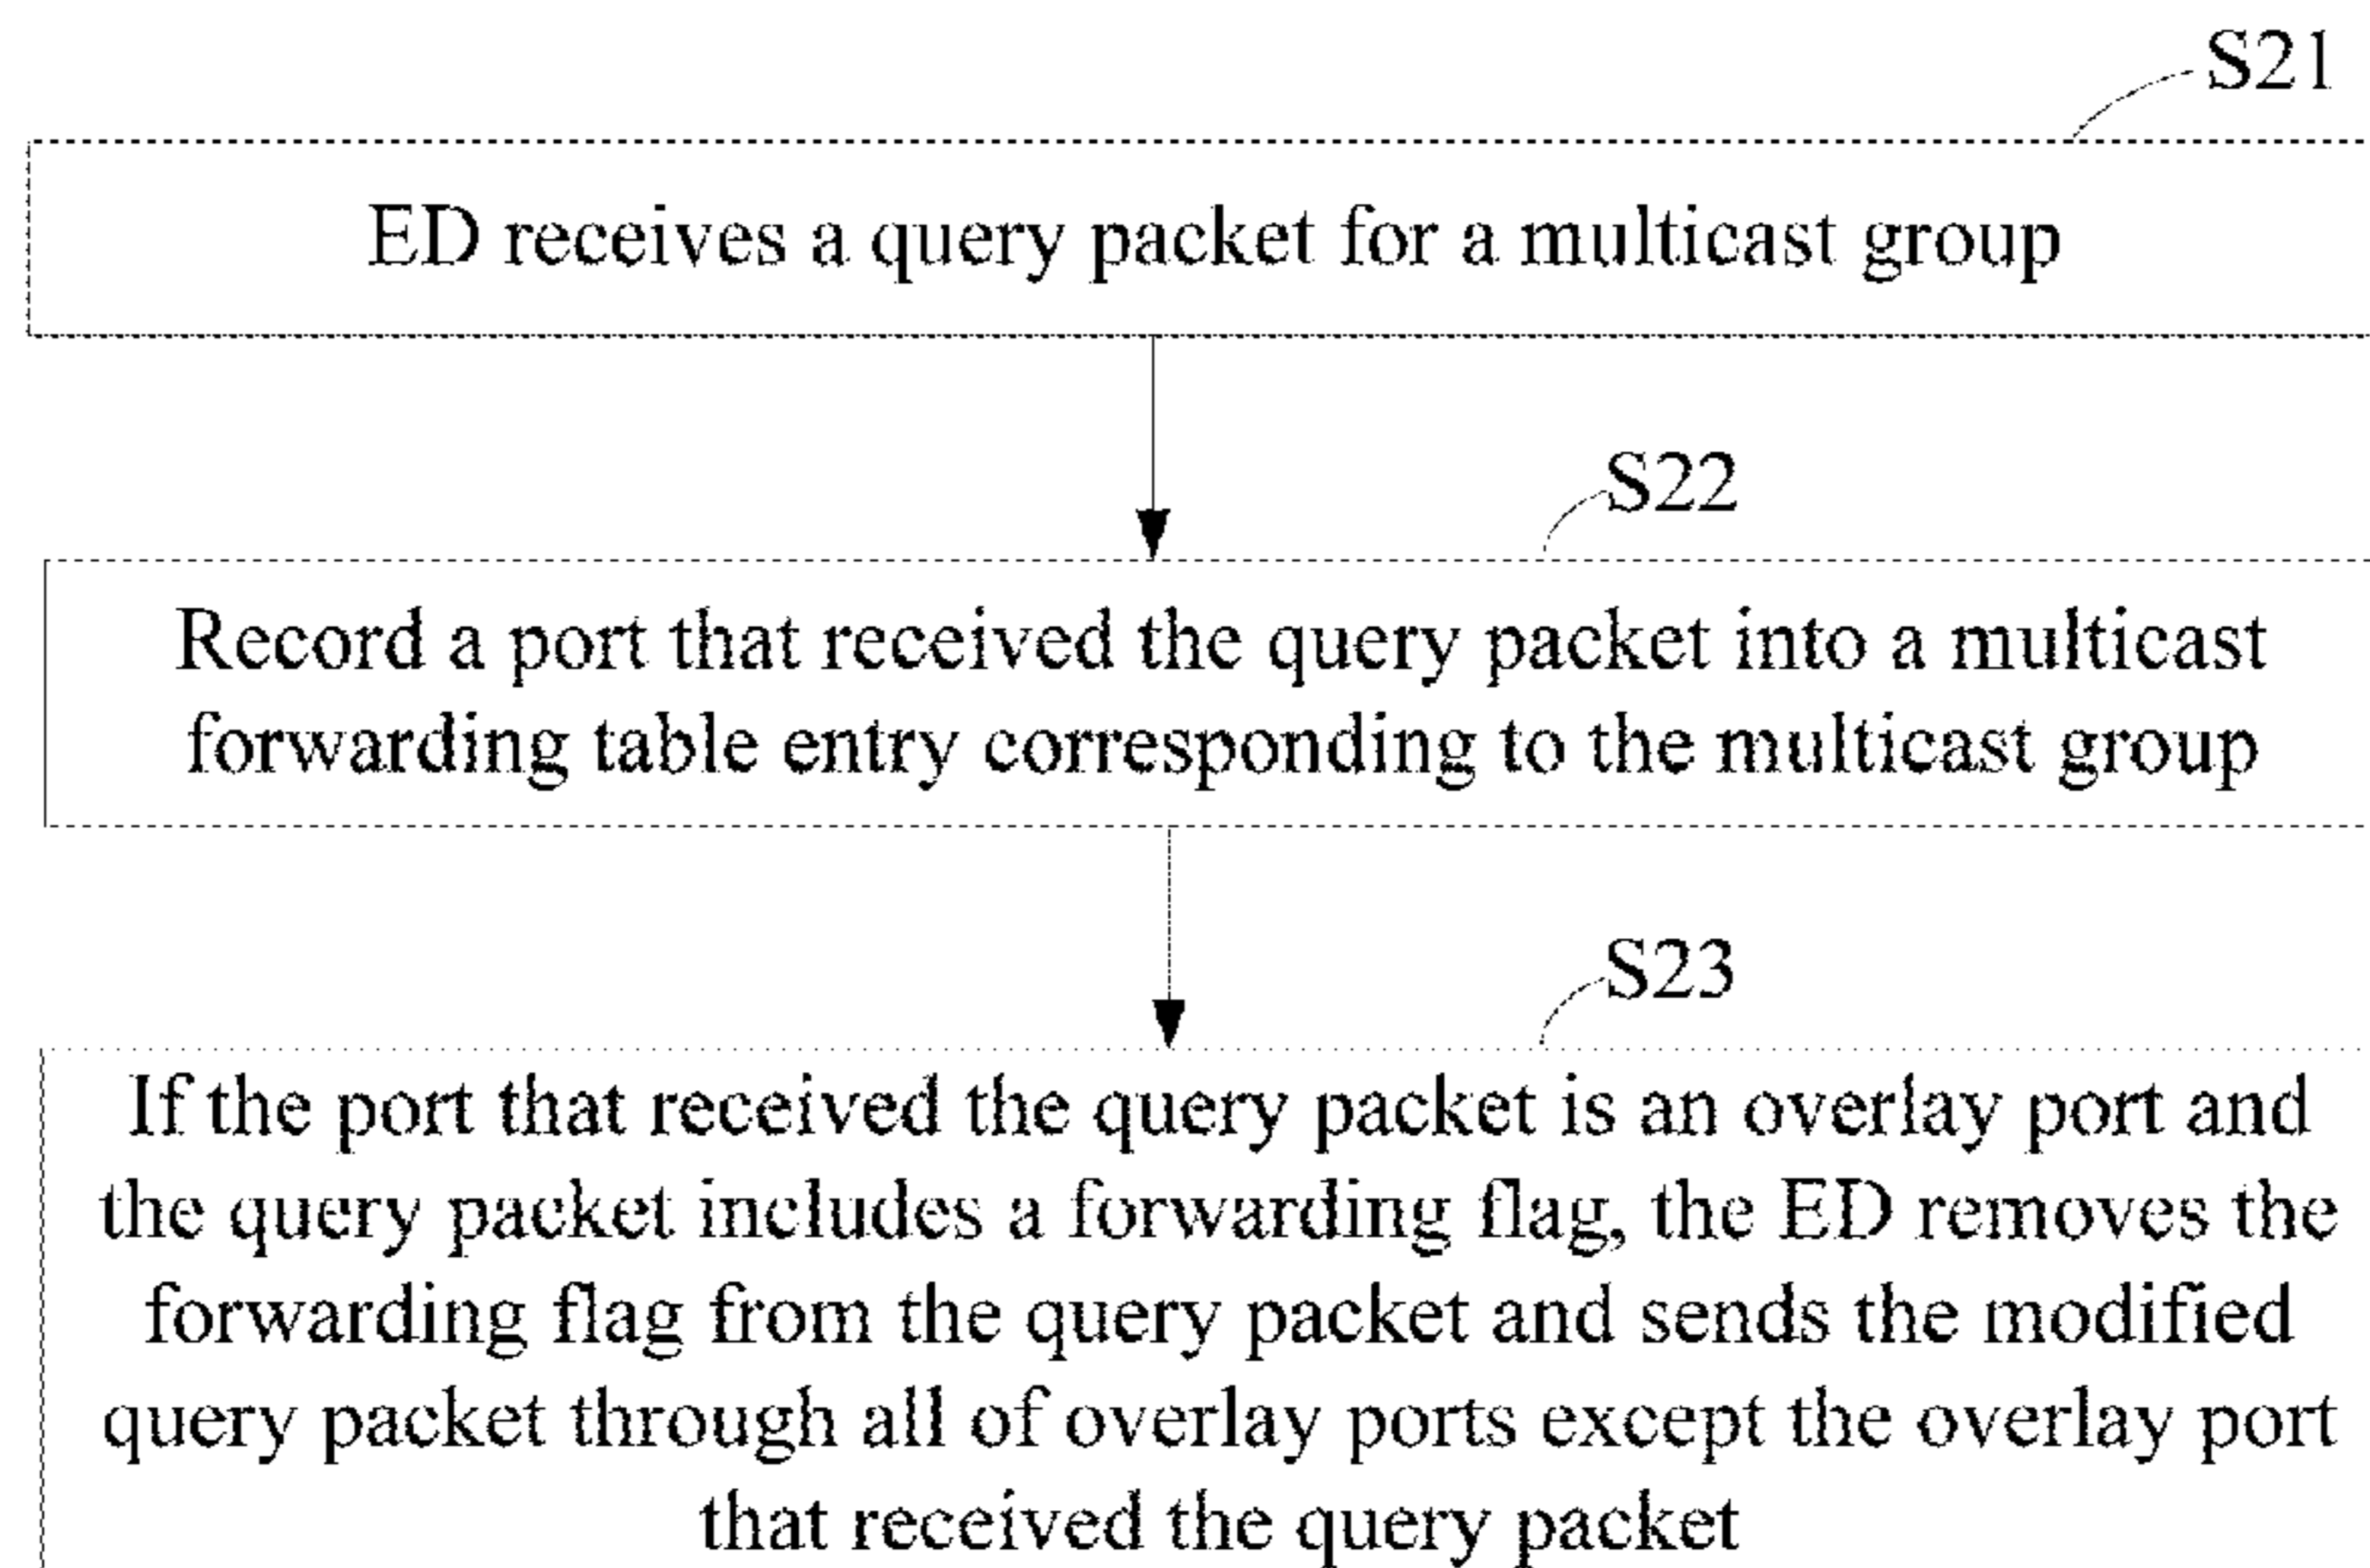 S21
ED receives a query packet for a multicast group
S22
Record a port that received the query packet into a multicast
forwarding table entry corresponding to the multicast group
S23
If the port that received the query packet is an overlay port and
the query packet includes a forwarding flag, the ED removes the
forwarding flag from the query packet and sends the modified
query packet through all of overlay ports except the overlay port
that received the query packet